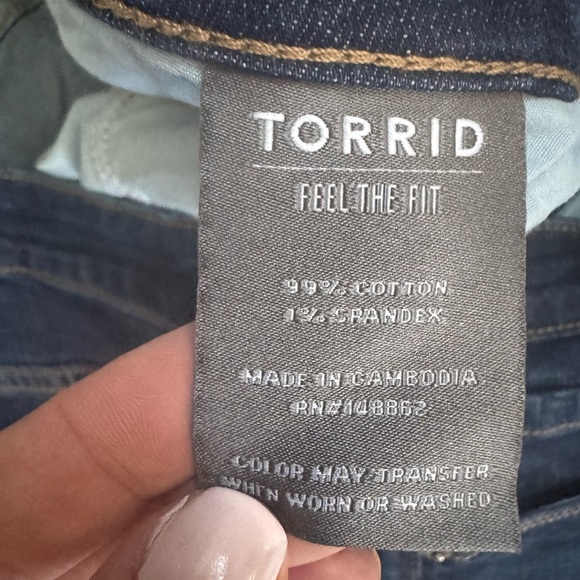 TORRID
FEEL THE FIT
99% COTTON
1% SPANDEX
MADE IN CAMBODIA
RN#148862
COLOR MAY TRANSFER
WHEN WORN OR WASHED